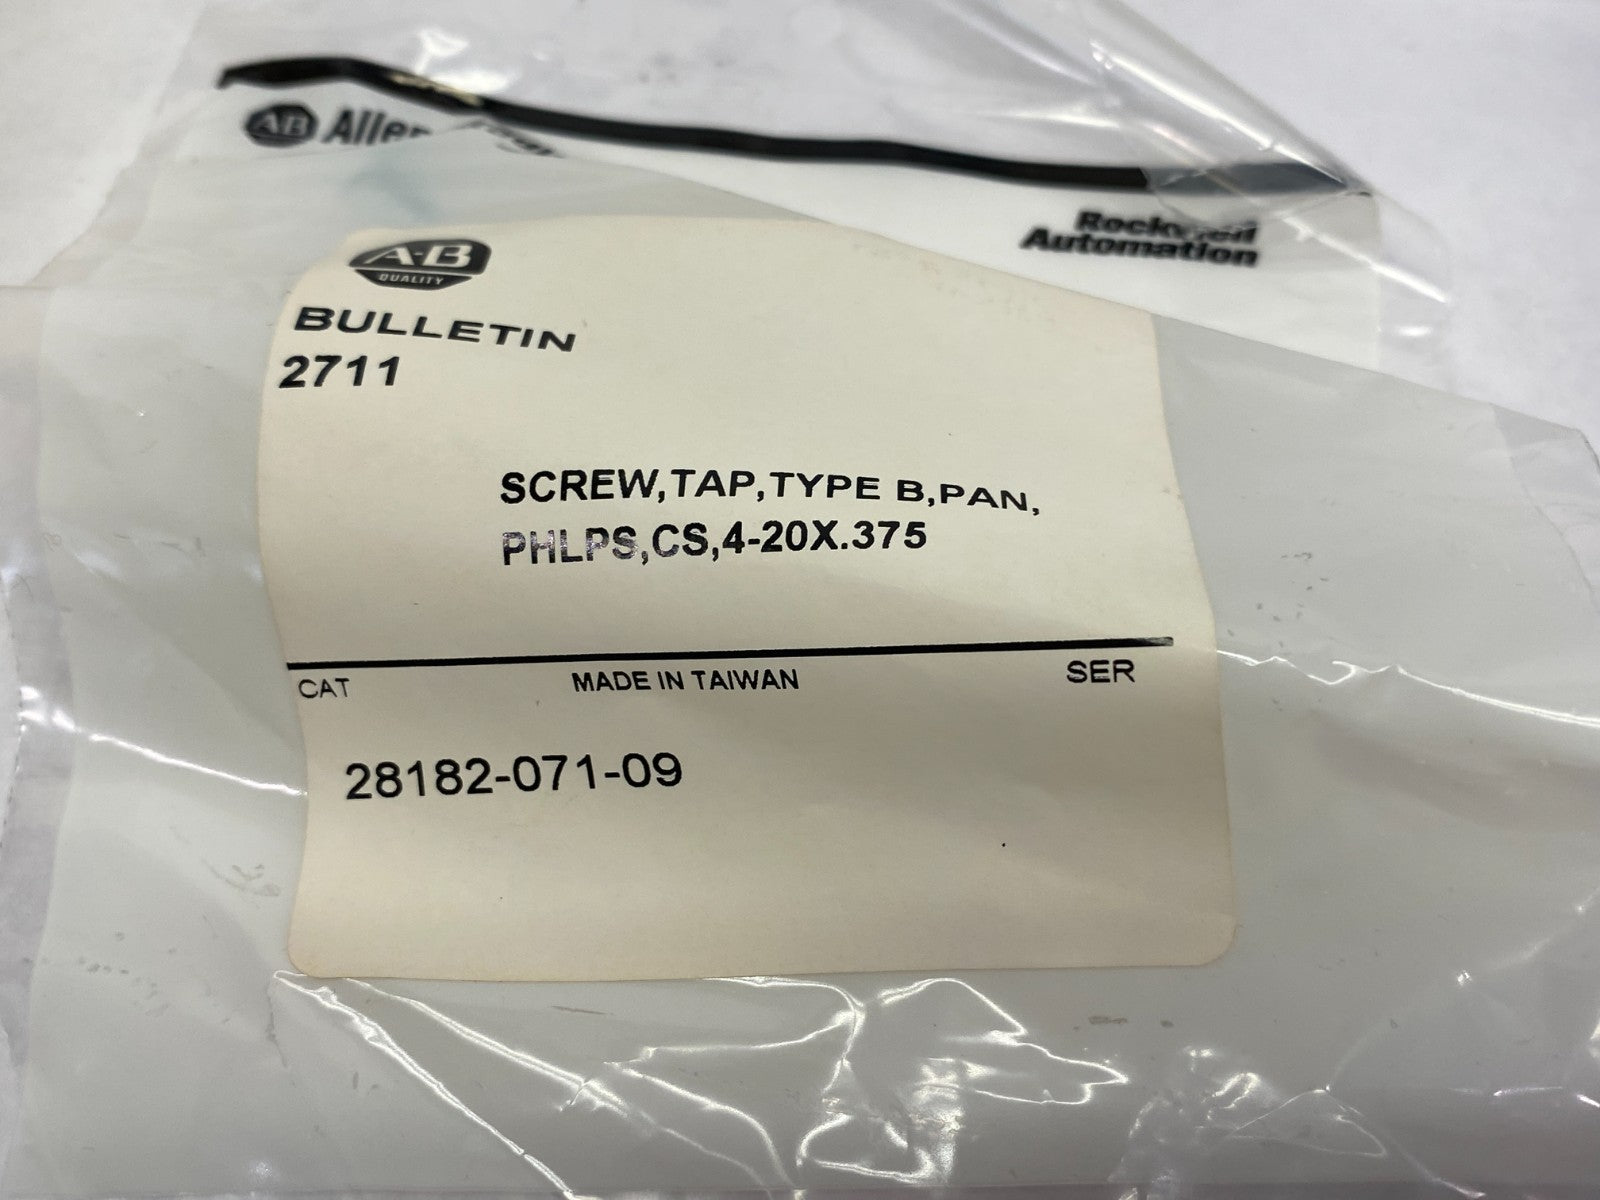 AB Allen
Rockwell
Automation
A-B
QUALITY
BULLETIN
2711
SCREW,TAP,TYPE B,PAN,
PHLPS,CS,4-20X.375
CAT MADE IN TAIWAN SER
28182-071-09